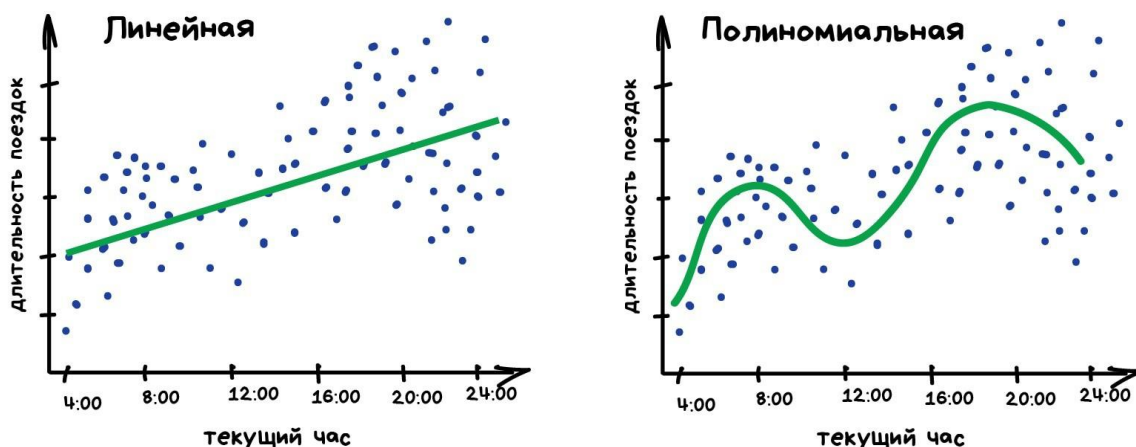 Линейная
длительность поездок
4:00 8:00 12:00 16:00 20:00 24:00
текущий час
Полиномиальная
длительность поездок
4:00 8:00 12:00 16:00 20:00 24:00
текущий час